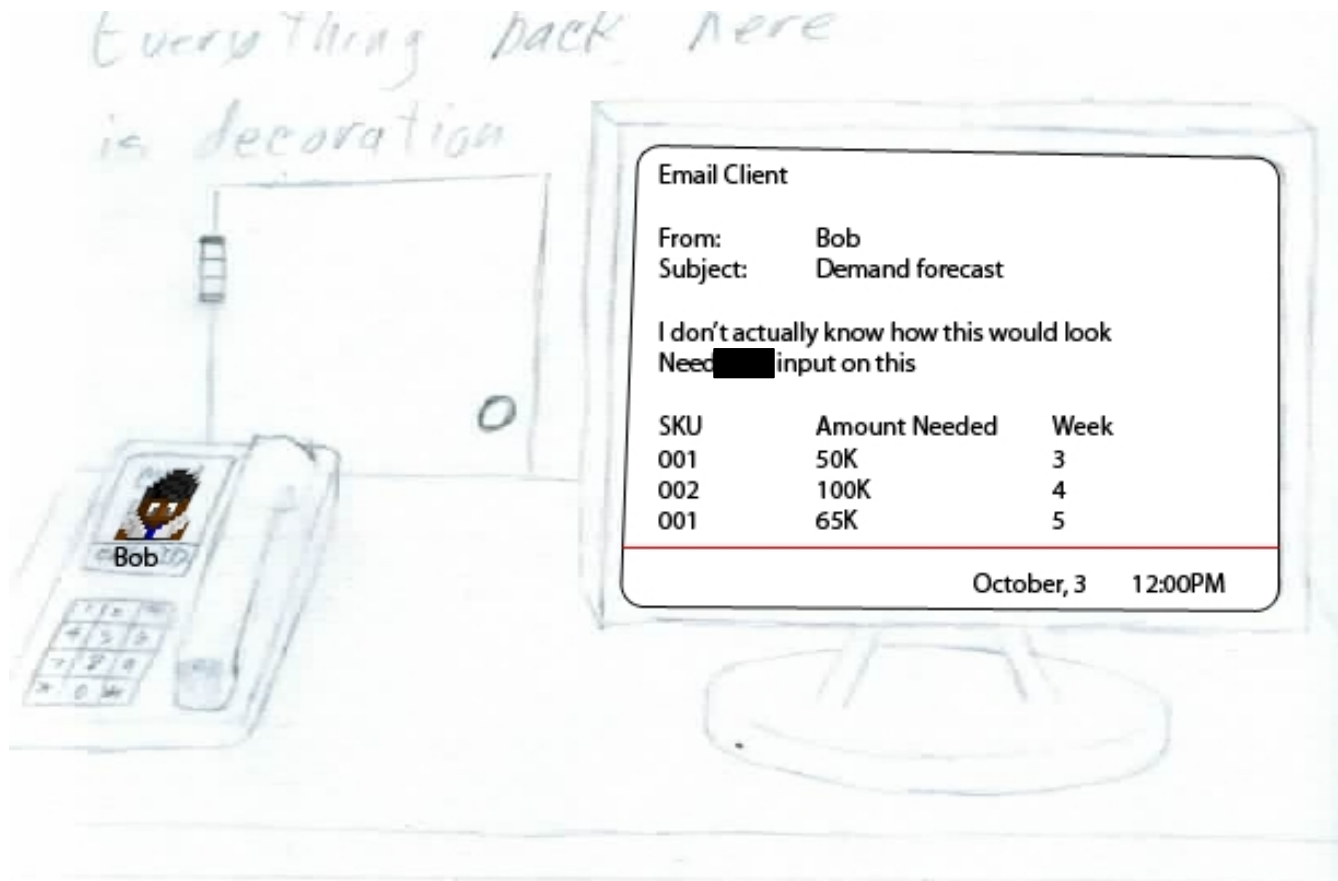 Everything back here
is decoration
Email Client
From: Bob
Subject: Demand forecast
I don't actually know how this would look
Need input on this
SKU Amount Needed Week
001 50K 3
002 100K 4
001 65K 5
October, 3 12:00PM
Bob